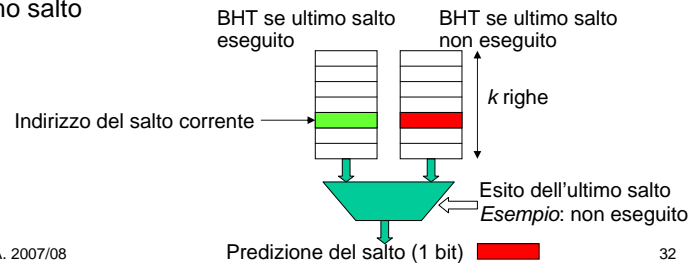 salto
BHT se ultimo salto
eseguito
BHT se ultimo salto
non eseguito
k righe
Indirizzo del salto corrente
Esito dell'ultimo salto
Esempio: non eseguito
2007/08
Predizione del salto (1 bit)
32